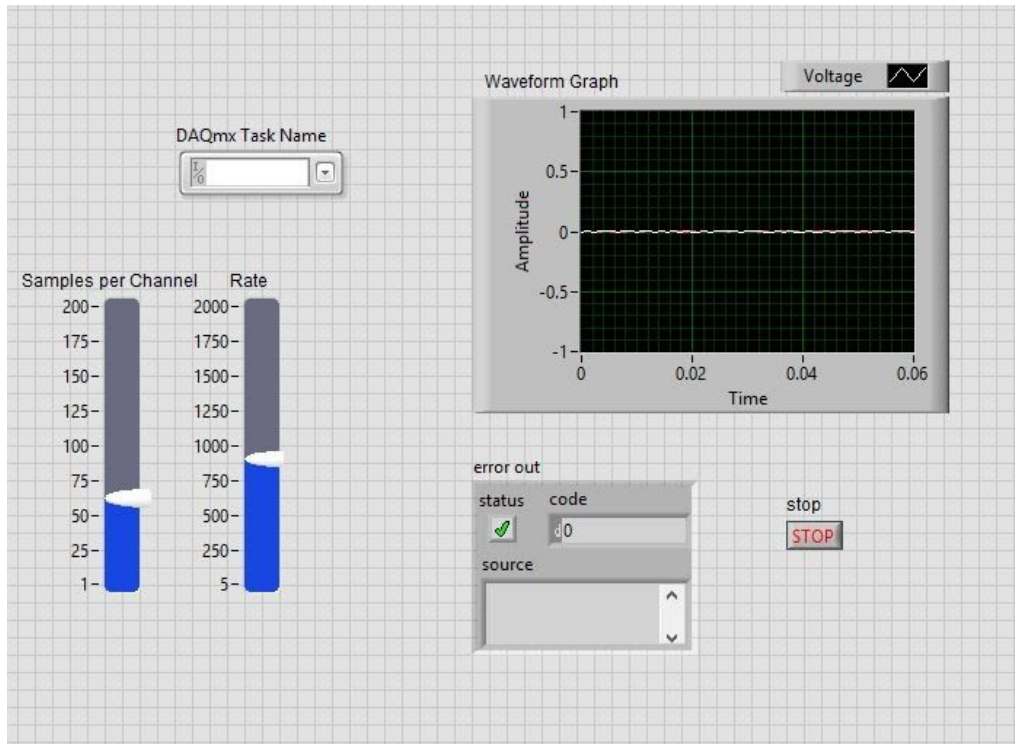 Waveform Graph
Voltage
DAQmx Task Name
I/O
1
0.5
0
-0.5
-1
Amplitude
0 0.02 0.04 0.06
Time
Samples per Channel
200
175
150
125
100
75
50
25
1
Rate
2000
1750
1500
1250
1000
750
500
250
5
error out
status code
d 0
source
stop
STOP